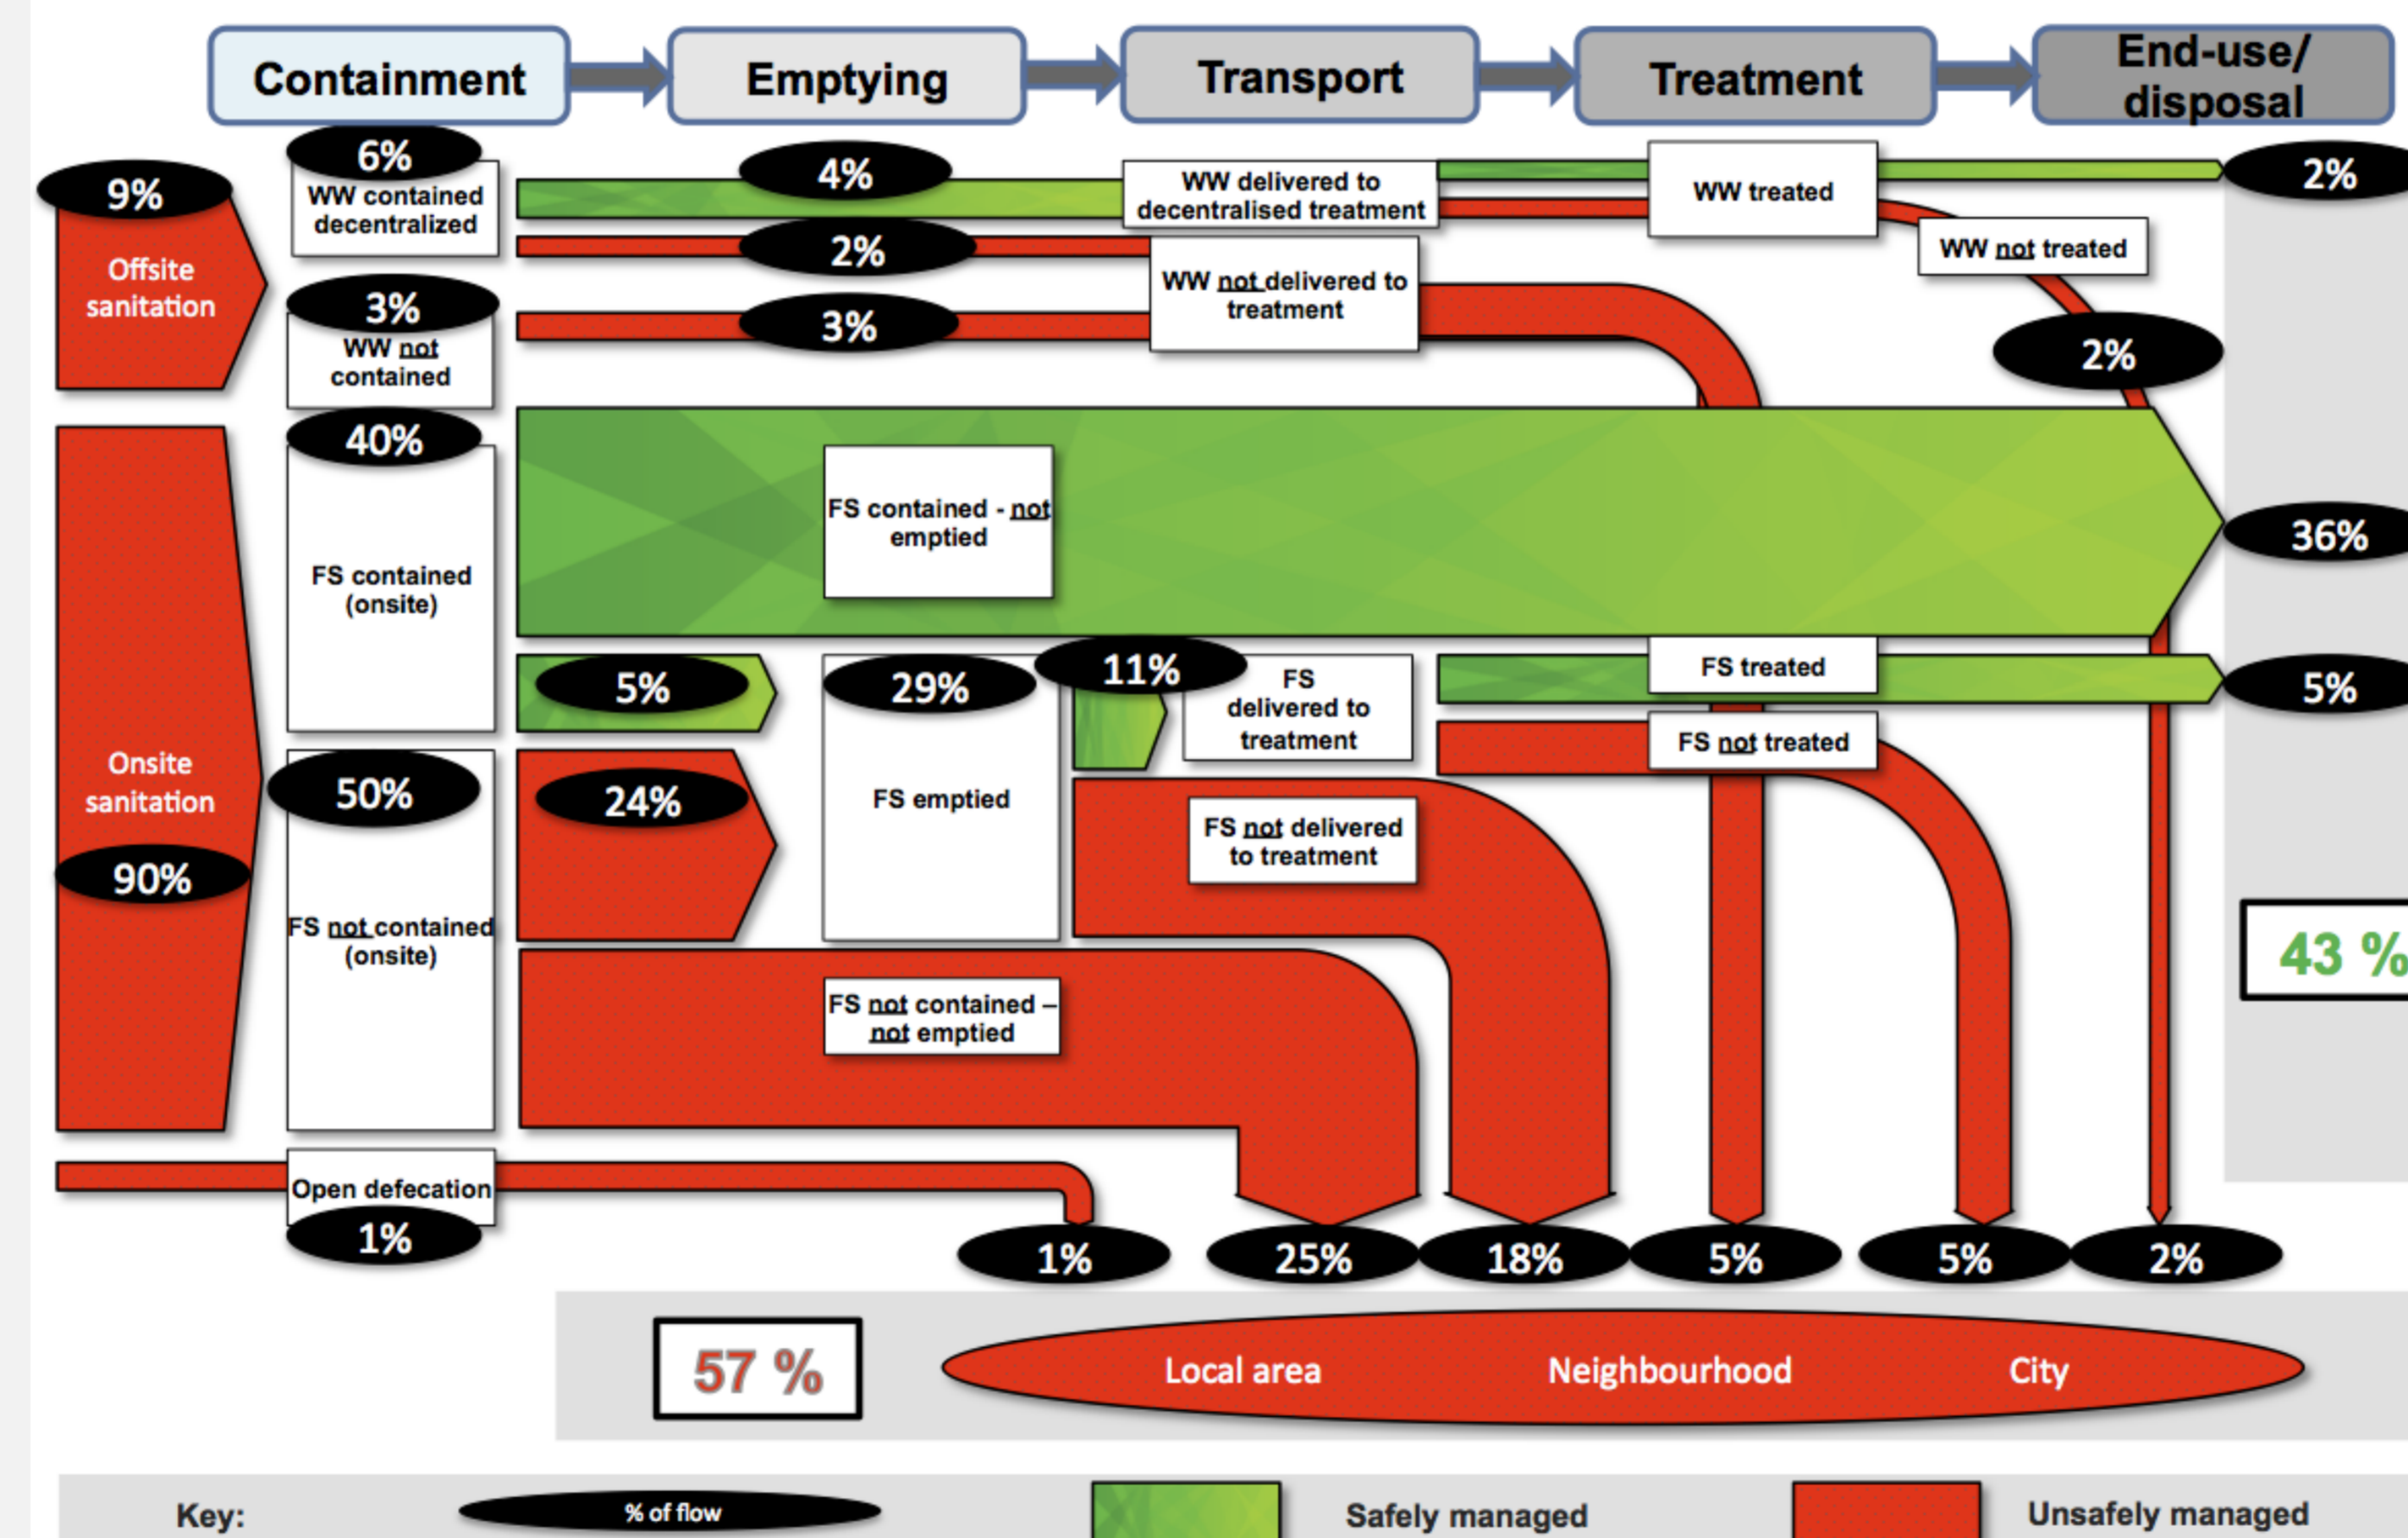 Containment
Emptying
Transport
Treatment
End-use/
disposal
6%
WW contained
decentralized
9%
Offsite
sanitation
3%
WW not
contained
4%
2%
3%
WW delivered to
decentralised treatment
WW not delivered to
treatment
WW treated
WW not treated
2%
2%
40%
FS contained
(onsite)
FS contained - not
emptied
36%
5%
29%
FS emptied
11%
FS
delivered to
treatment
FS treated
5%
FS not treated
Onsite
sanitation
90%
50%
FS not contained
(onsite)
24%
FS not delivered
to treatment
FS not contained –
not emptied
43 %
Open defecation
1%
1%
25%
18%
5%
5%
2%
57 %
Local area
Neighbourhood
City
Key:
% of flow
Safely managed
Unsafely managed